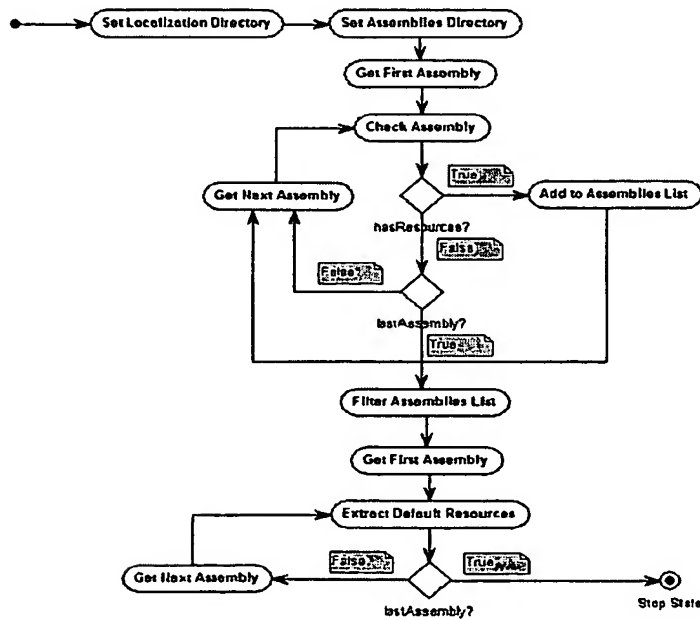 Set Localization Directory
Set Assemblies Directory
Get First Assembly
Check Assembly
True
Get Next Assembly
Add to Assemblies List
hasResources?
False
False
lastAssembly?
True
Filter Assemblies List
Get First Assembly
Extract Default Resources
False
True
Get Next Assembly
lastAssembly?
Stop State